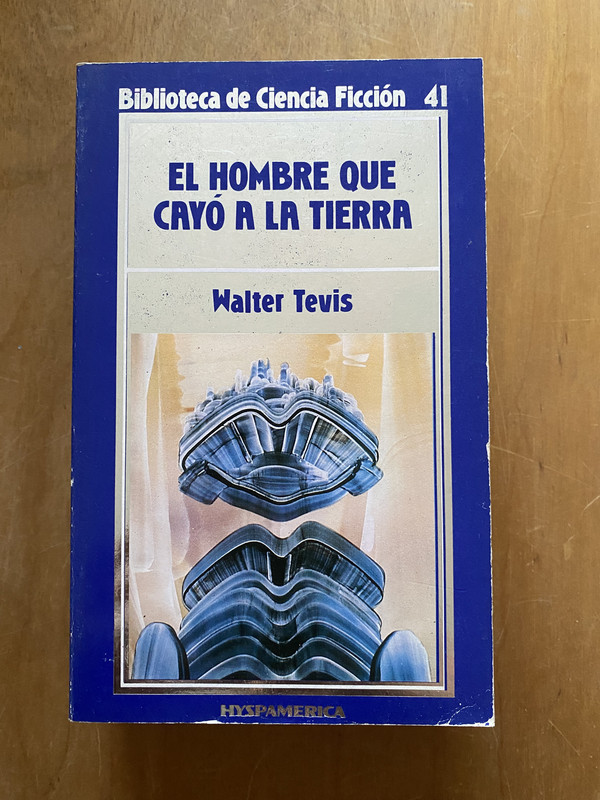 Biblioteca de Ciencia Ficción 41
EL HOMBRE QUE
CAYÓ A LA TIERRA
Walter Tevis
HYSPAMERICA